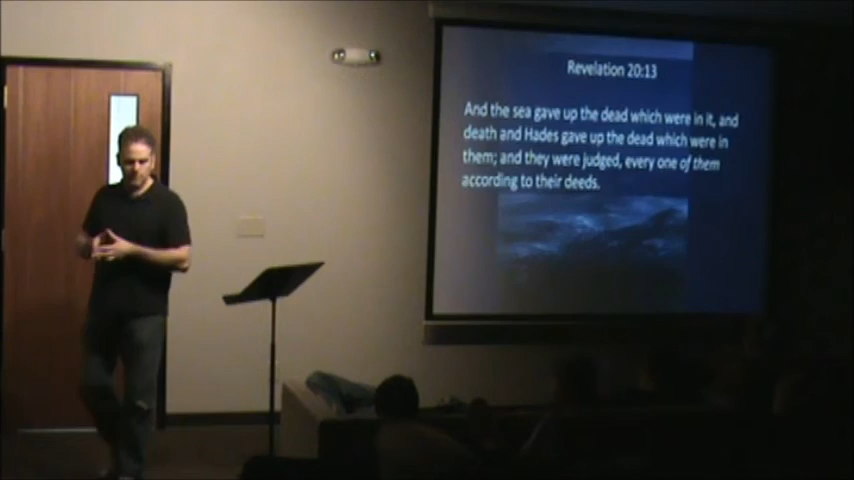 Revelation 20:13
And the sea gave up the dead which were in it, and
death and Hades gave up the dead which were in
them; and they were judged, every one of them
according to their deeds.